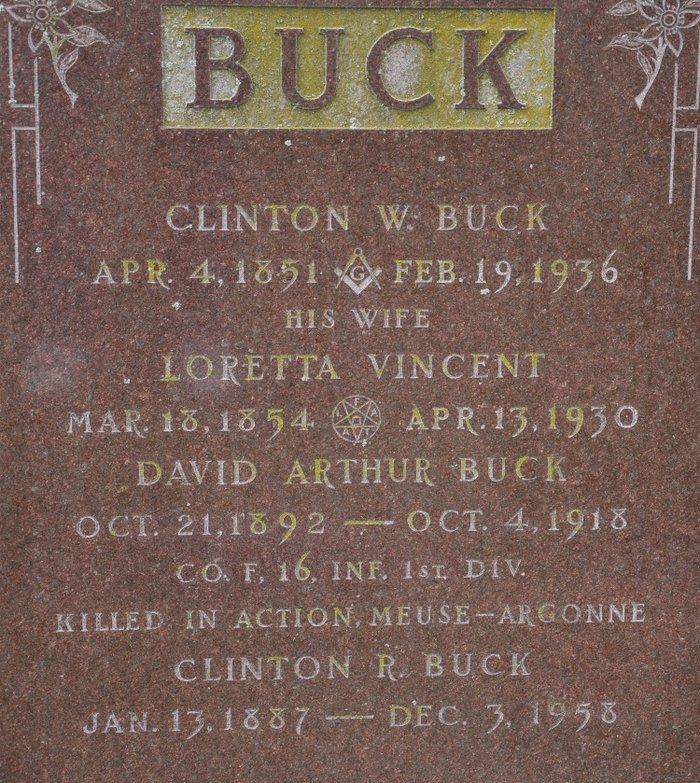 BUCK
CLINTON W. BUCK
APR. 4, 1851 G FEB. 19, 1936
HIS WIFE
LORETTA VINCENT
MAR. 18, 1854 APR. 13, 1930
DAVID ARTHUR BUCK
OCT. 21, 1892 — OCT. 4, 1918
CO. F, 16, INF. 1ST. DIV.
KILLED IN ACTION, MEUSE-ARGONNE
CLINTON R. BUCK
JAN. 13, 1887 — DEC. 3, 1958